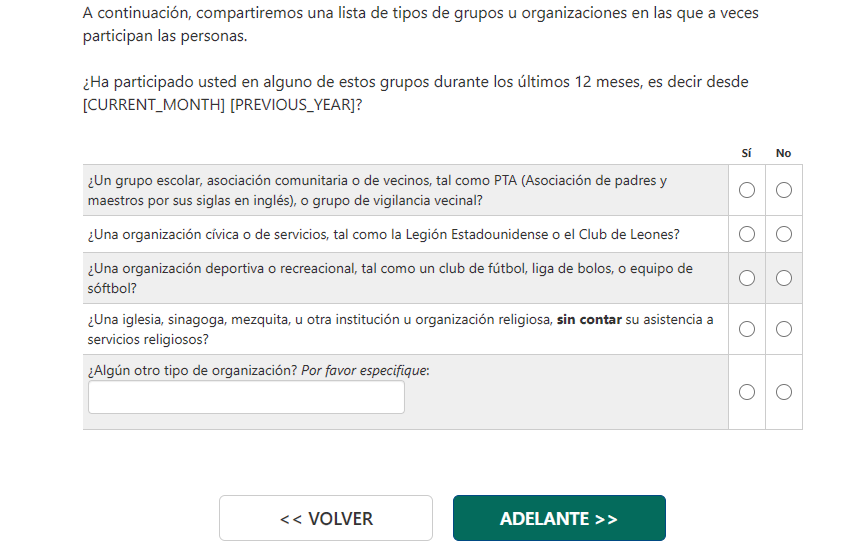 A continuación, compartiremos una lista de tipos de grupos u organizaciones en las que a veces
participan las personas.
¿Ha participado usted en alguno de estos grupos durante los últimos 12 meses, es decir desde
[CURRENT_MONTH] [PREVIOUS_YEAR]?
Sí No
¿Un grupo escolar, asociación comunitaria o de vecinos, tal como PTA (Asociación de padres y
maestros por sus siglas en inglés), o grupo de vigilancia vecinal?
¿Una organización cívica o de servicios, tal como la Legión Estadounidense o el Club de Leones?
¿Una organización deportiva o recreacional, tal como un club de fútbol, liga de bolos, o equipo de
sóftbol?
¿Una iglesia, sinagoga, mezquita, u otra institución u organización religiosa, sin contar su asistencia a
servicios religiosos?
¿Algún otro tipo de organización? Por favor especifique:
<< VOLVER
ADELANTE >>